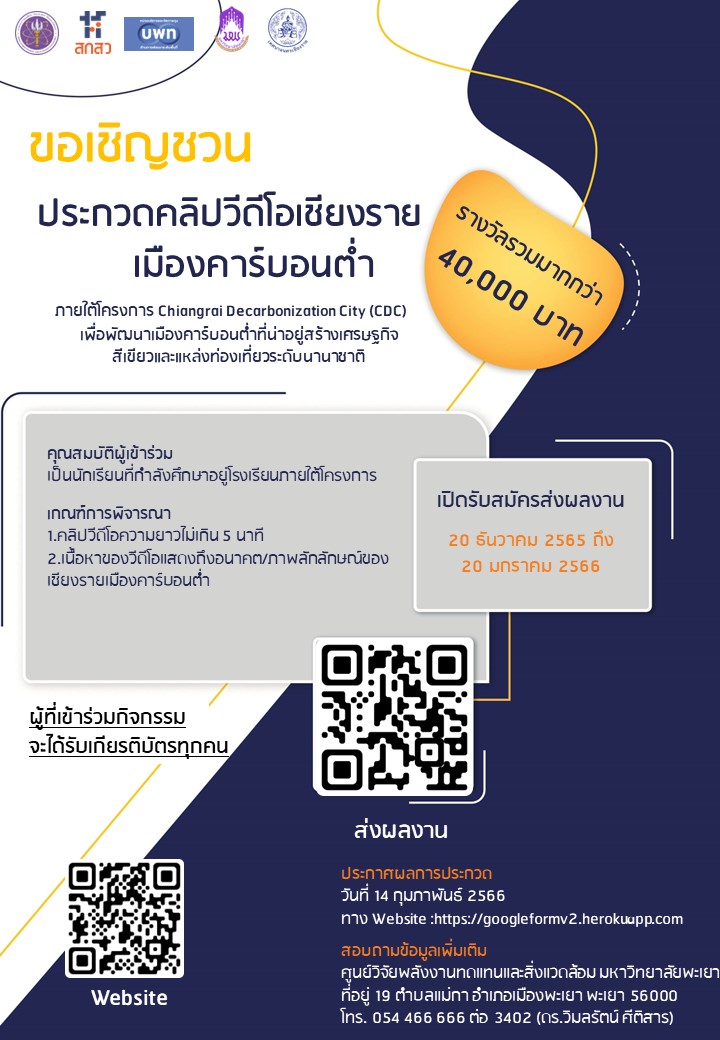 สกสว
บพท
ขอเชิญชวน
ประกวดคลิปวีดีโอเชียงราย
เมืองคาร์บอนต่ำ
รางวัลรวมมากกว่า
40,000 บาท
ภายใต้โครงการ Chiangrai Decarbonization City (CDC)
เพื่อพัฒนาเมืองคาร์บอนต่ำที่น่าอยู่สร้างเศรษฐกิจ
สีเขียวและแหล่งท่องเที่ยวระดับนานาชาติ
คุณสมบัติผู้เข้าร่วม
เป็นนักเรียนที่กำลังศึกษาอยู่โรงเรียนภายใต้โครงการ
เกณฑ์การพิจารณา
1.คลิปวีดีโอความยาวไม่เกิน 5 นาที
2.เนื้อหาของวีดีโอแสดงถึงอนาคต/ภาพลักลักษณ์ของ
เชียงรายเมืองคาร์บอนต่ำ
เปิดรับสมัครส่งผลงาน
20 ธันวาคม 2565 ถึง
20 มกราคม 2566
ผู้ที่เข้าร่วมกิจกรรม
จะได้รับเกียรติบัตรทุกคน
ส่งผลงาน
Website
ประกาศผลการประกวด
วันที่ 14 กุมภาพันธ์ 2566
ทาง Website :https://googleformv2.herokuapp.com
สอบถามข้อมูลเพิ่มเติม
ศูนย์วิจัยพลังงานทดแทนและสิ่งแวดล้อม มหาวิทยาลัยพะเยา
ที่อยู่ 19 ตำบลแม่กา อำเภอเมืองพะเยา พะเยา 56000
โทร. 054 466 666 ต่อ 3402 (ดร.วิมลรัตน์ ศีติสาร)